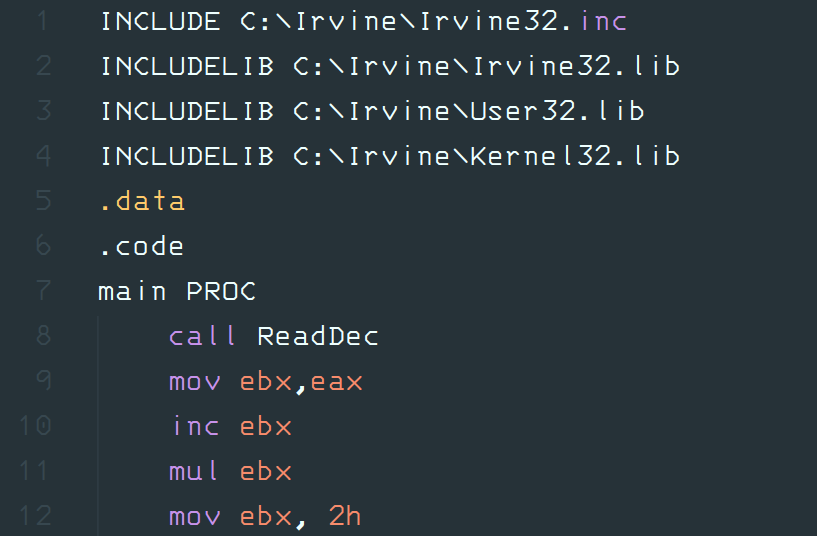 1 INCLUDE C:\Irvine\Irvine32.inc
2 INCLUDELIB C:\Irvine\Irvine32.lib
3 INCLUDELIB C:\Irvine\User32.lib
4 INCLUDELIB C:\Irvine\Kernel32.lib
5 .data
6 .code
7 main PROC
8 call ReadDec
9 mov ebx,eax
10 inc ebx
11 mul ebx
12 mov ebx, 2h